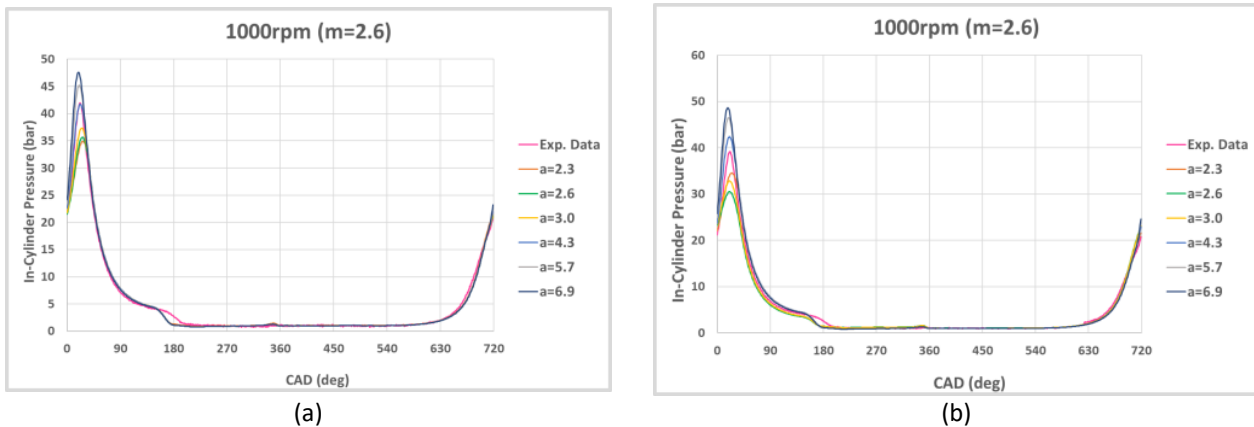 1000rpm (m=2.6)
In-Cylinder Pressure (bar)
50
45
40
35
30
25
20
15
10
5
0
0 90 180 270 360 450 540 630 720
CAD (deg)
Exp. Data
a=2.3
a=2.6
a=3.0
a=4.3
a=5.7
a=6.9
(a)
1000rpm (m=2.6)
In-Cylinder Pressure (bar)
60
50
40
30
20
10
0
0 90 180 270 360 450 540 630 720
CAD (deg)
Exp. Data
a=2.3
a=2.6
a=3.0
a=4.3
a=5.7
a=6.9
(b)